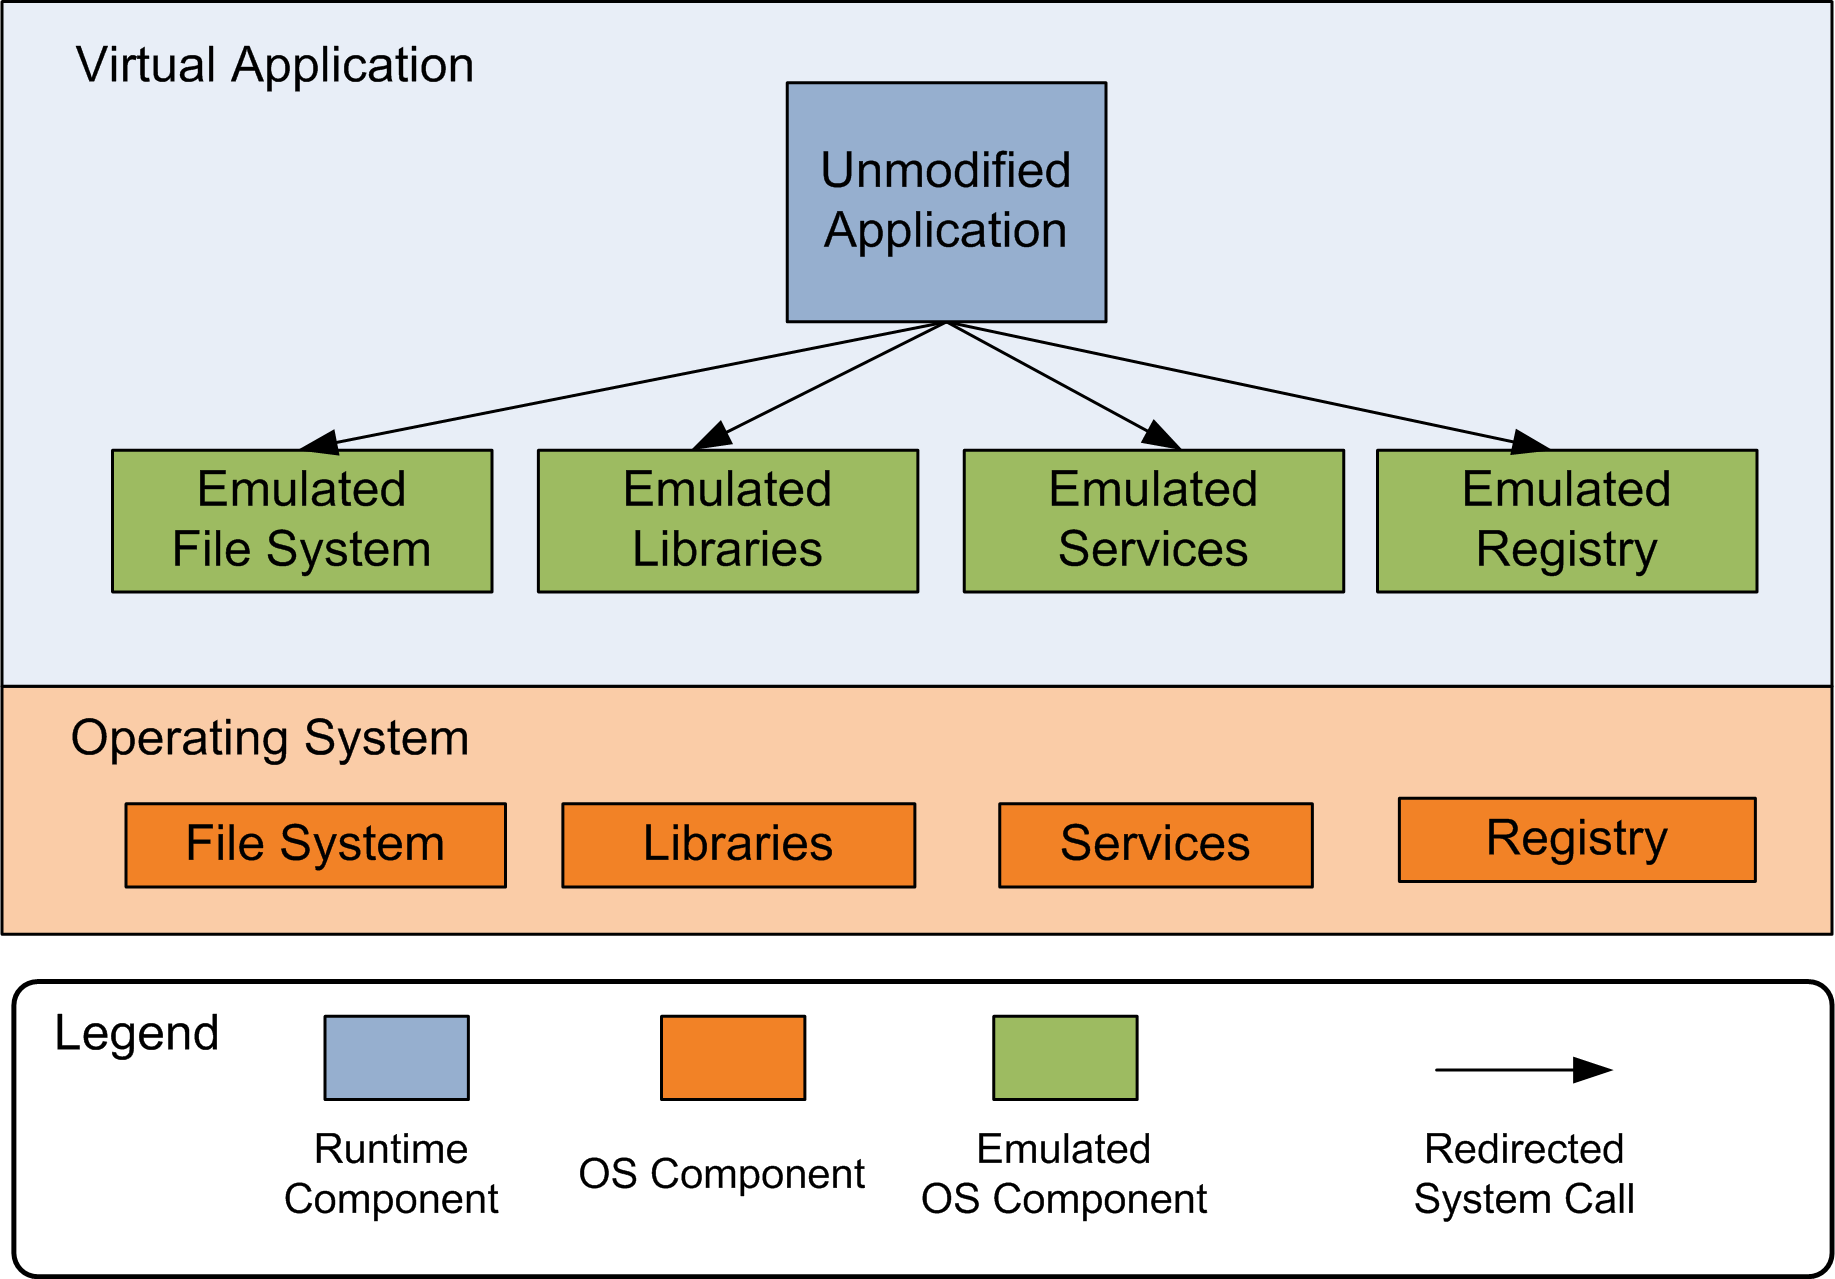 Virtual Application
Unmodified
Application
Emulated
File System
Emulated
Libraries
Emulated
Services
Emulated
Registry
Operating System
File System
Libraries
Services
Registry
Legend
Runtime
Component
OS Component
Emulated
OS Component
Redirected
System Call